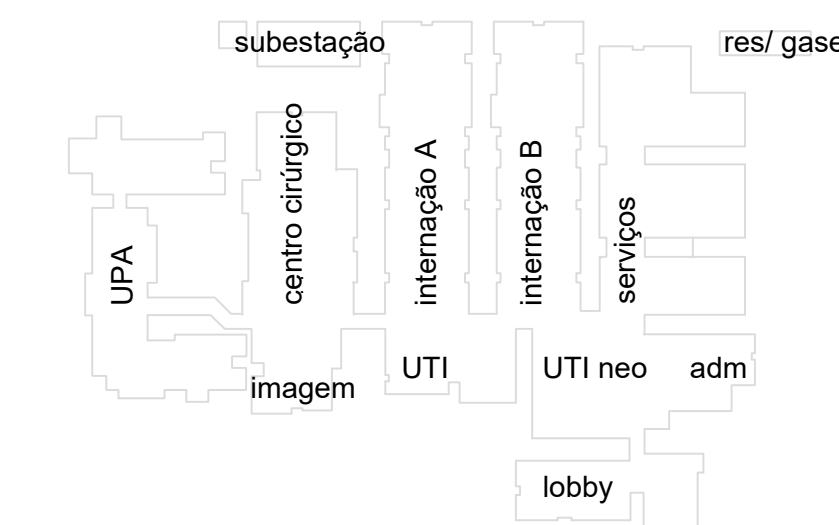 subestação
res/ gase
centro cirúrgico
internação A
internação B
serviços
UPA
UTI
UTI neo
adm
imagem
lobby